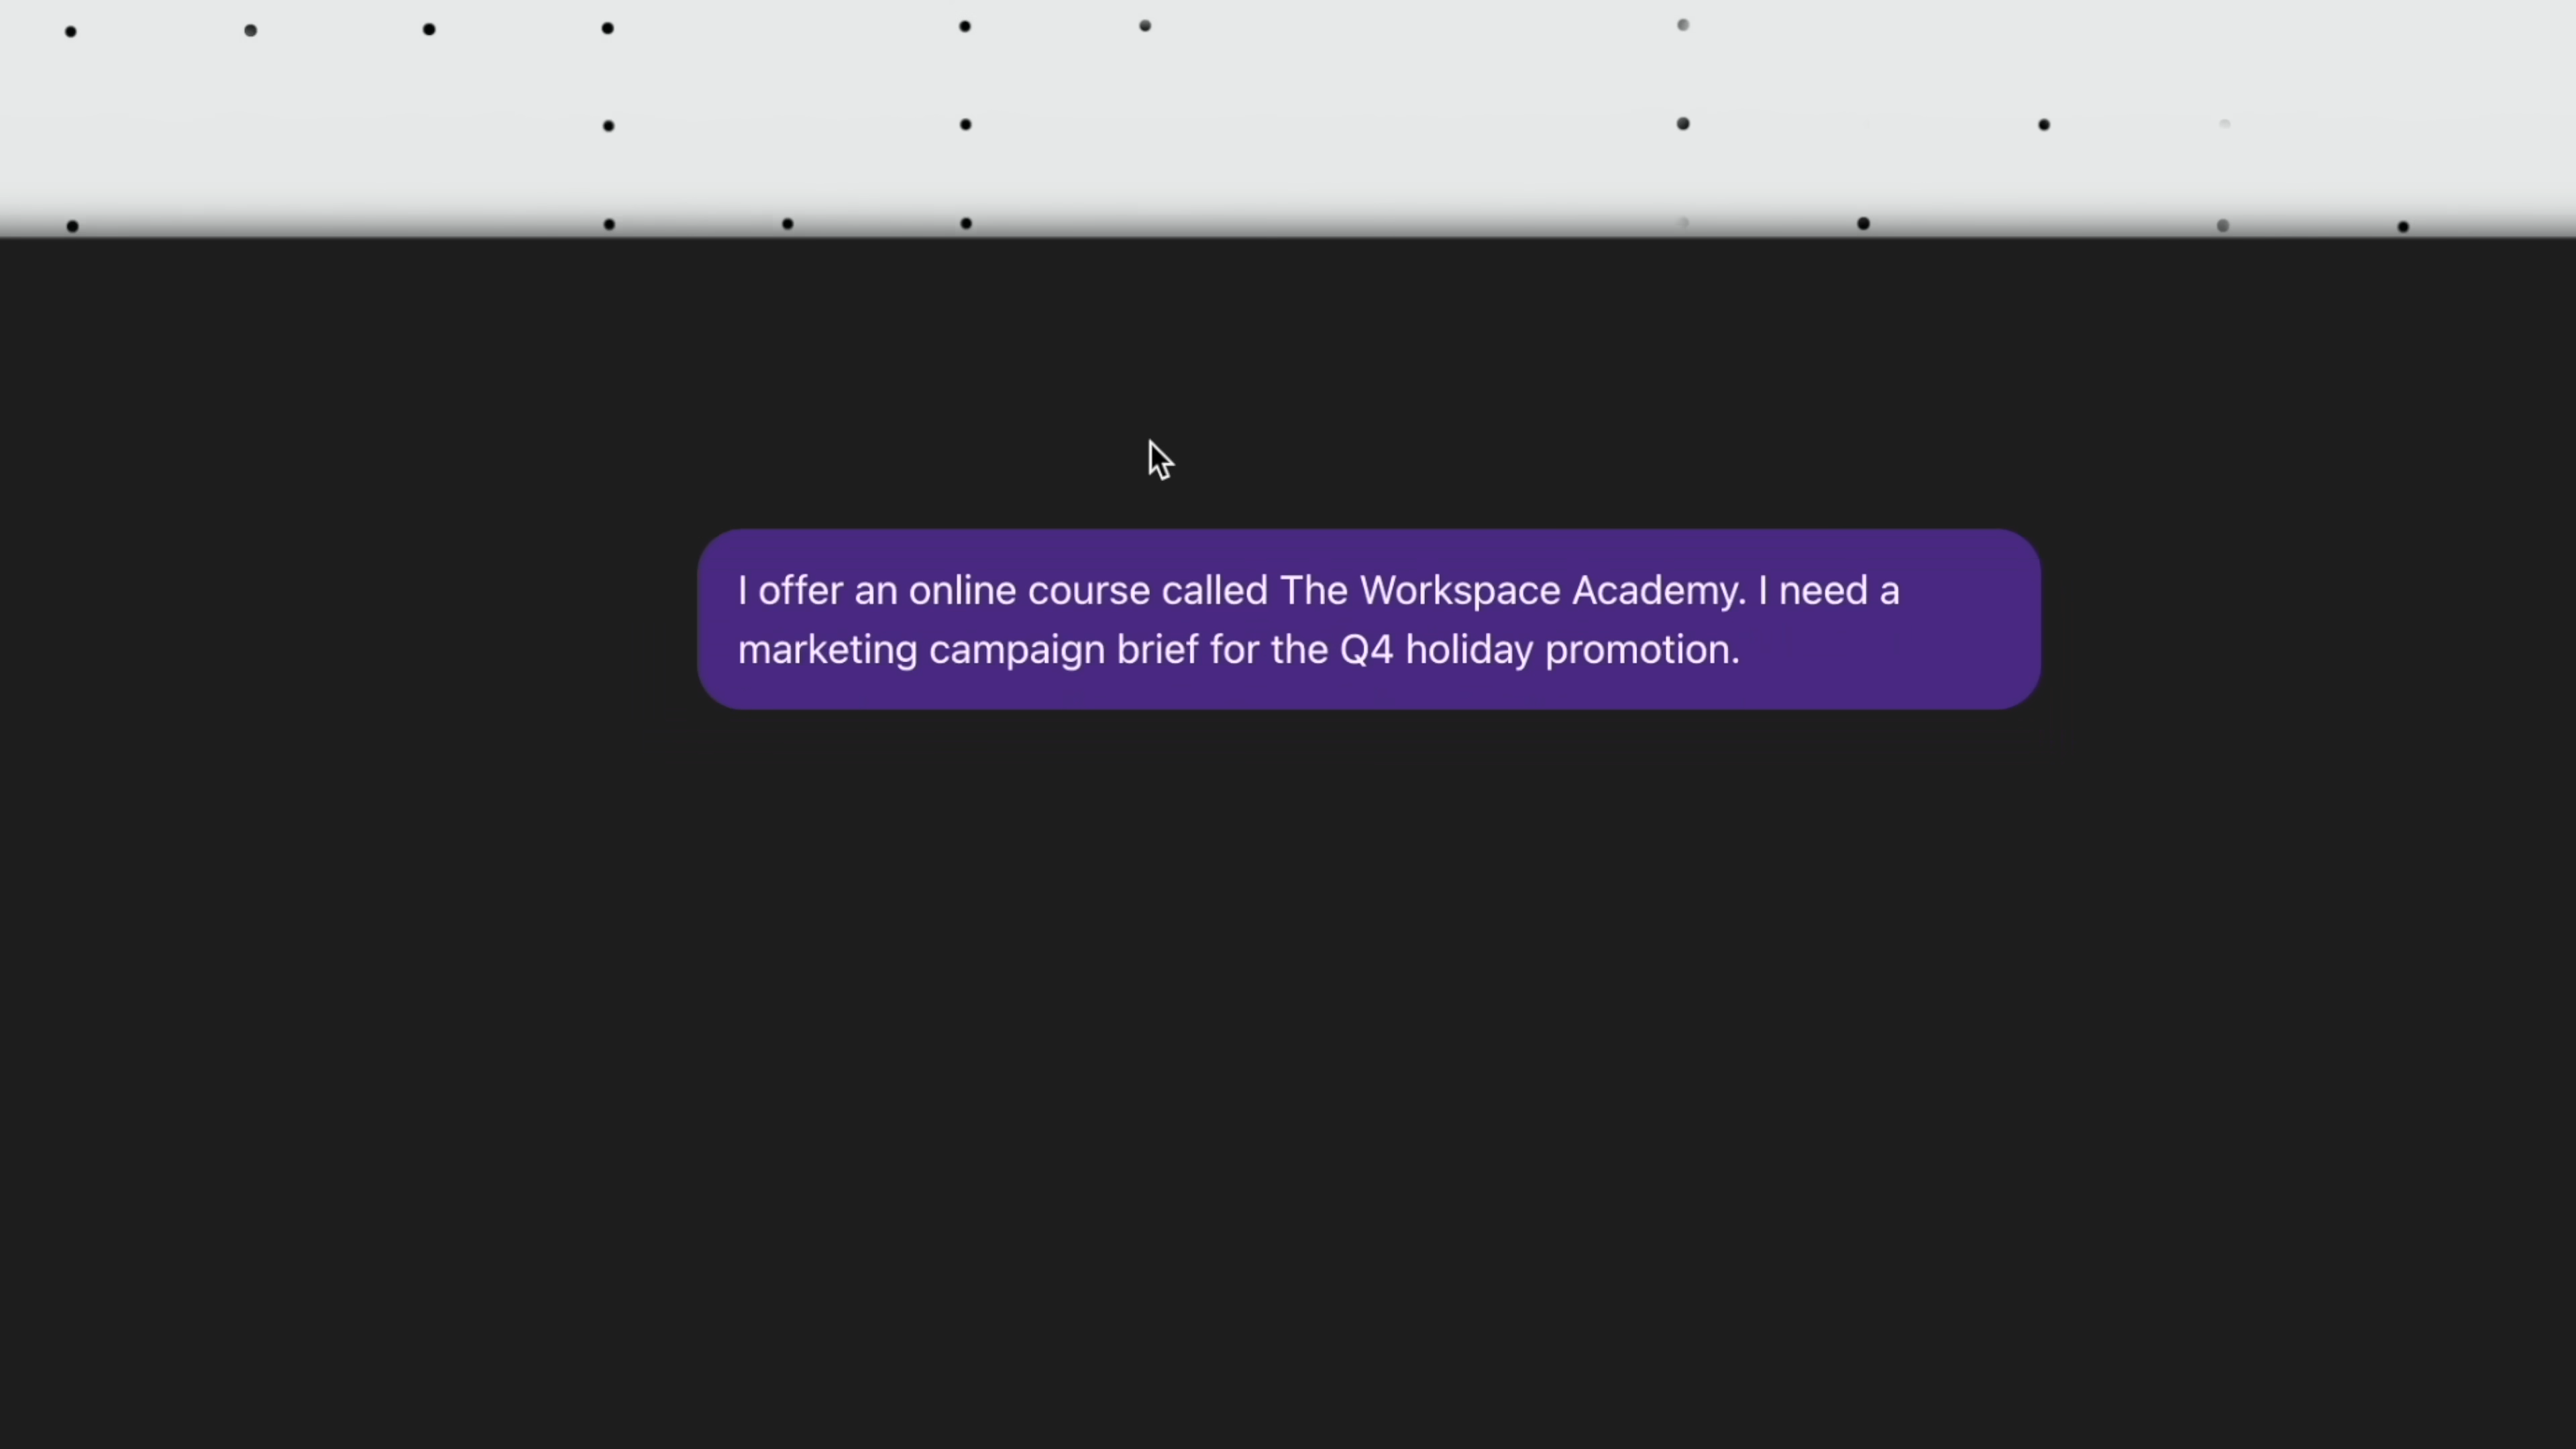 I offer an online course called The Workspace Academy. I need a
marketing campaign brief for the Q4 holiday promotion.